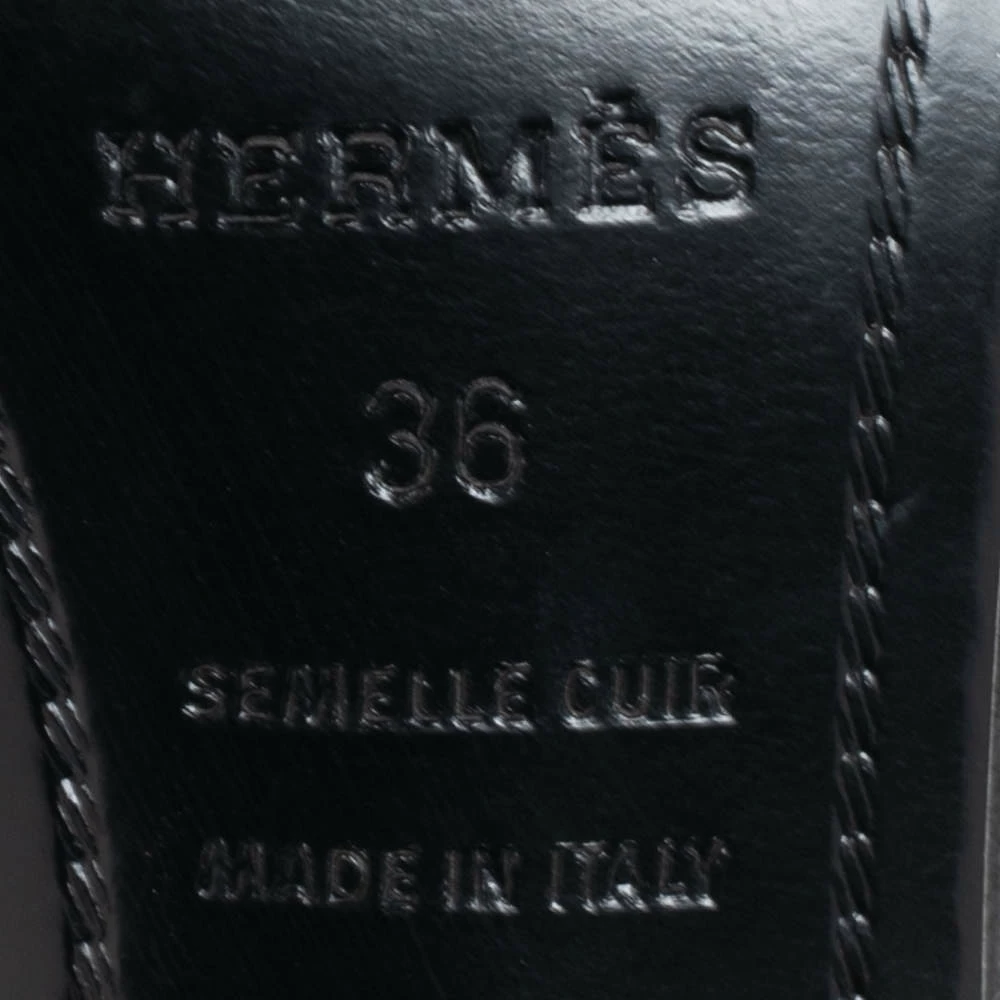 HERMÈS
36
SEMELLE CUIR
MADE IN ITALY